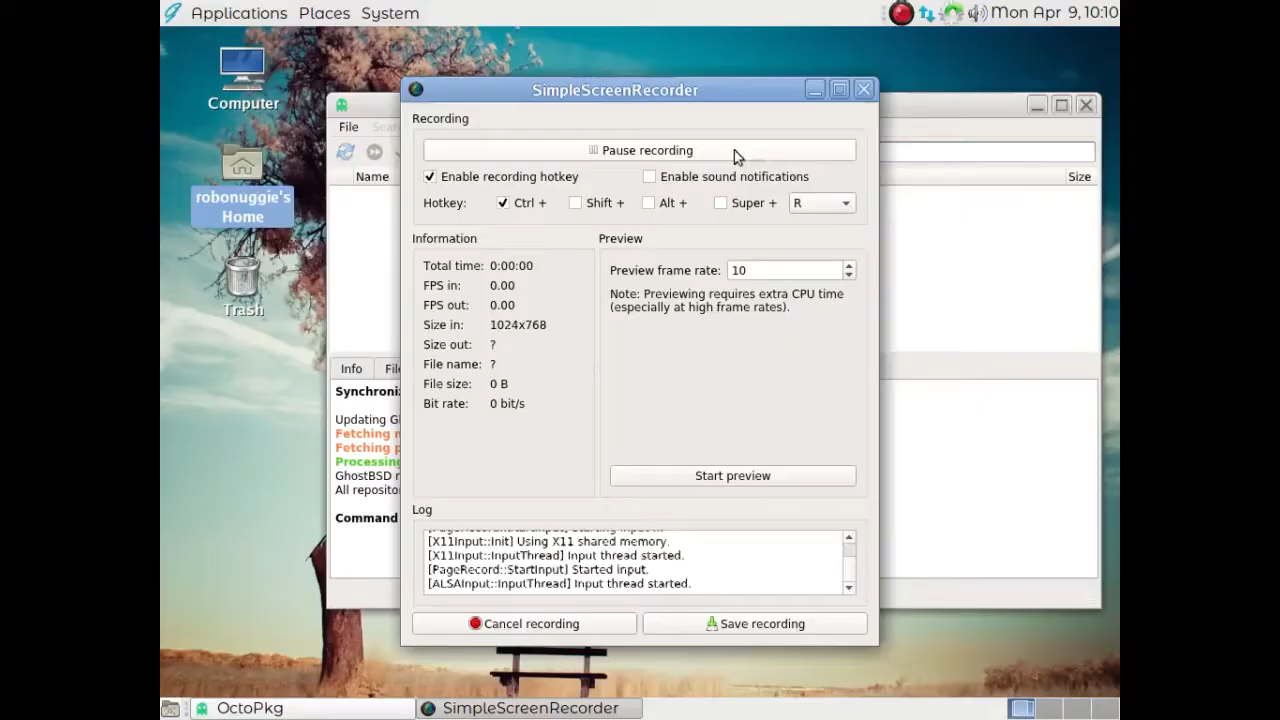 Applications Places System
Mon Apr 9, 10:10
Computer
robonuggie's
Home
Trash
File
Name
Size
Info
Updating
Fetching
Fetching
Processing
GhostBSD
All
Command
SimpleScreenRecorder
Recording
Pause recording
Enable recording hotkey
Enable sound notifications
Hotkey: Ctrl + Shift + Alt + Super + R
Information
Total time: 0:00:00
FPS in: 0.00
FPS out: 0.00
Size in: 1024x768
Size out: ?
File name: ?
File size: 0 B
Bit rate: 0 bit/s
Preview
Preview frame rate: 10
Note: Previewing requires extra CPU time
(especially at high frame rates).
Start preview
Log
[X11Input::Init] Using X11 shared memory.
[X11Input::InputThread] Input thread started.
[PageRecord::StartInput] Started input.
[ALSAInput::InputThread] Input thread started.
Cancel recording
Save recording
OctoPkg
SimpleScreenRecorder